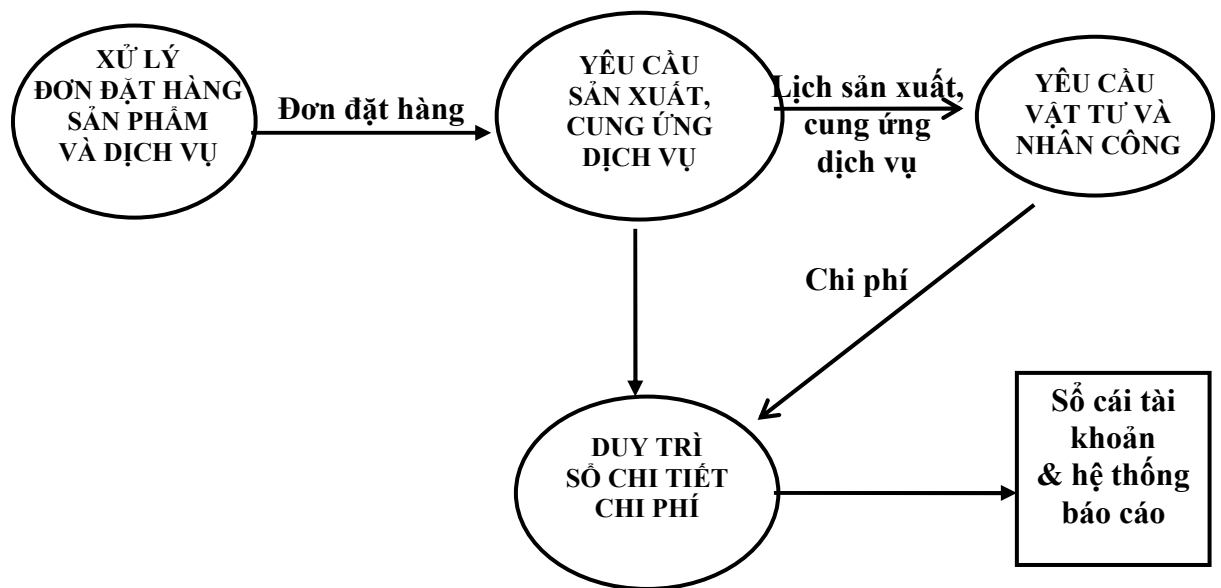 XỬ LÝ
ĐƠN ĐẶT HÀNG
SẢN PHẨM
VÀ DỊCH VỤ
Đơn đặt hàng
YÊU CẦU
SẢN XUẤT,
CUNG ỨNG
DỊCH VỤ
Lịch sản xuất,
cung ứng
dịch vụ
YÊU CẦU
VẬT TƯ VÀ
NHÂN CÔNG
Chi phí
DUY TRÌ
SỔ CHI TIẾT
CHI PHÍ
Sổ cái tài
khoản
& hệ thống
báo cáo